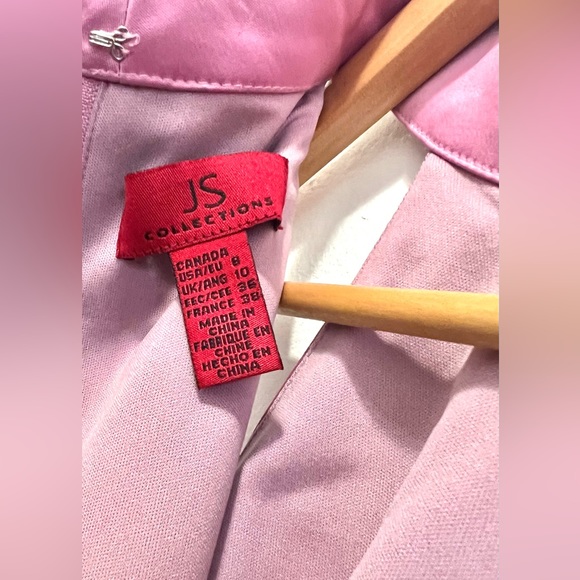 JS
COLLECTIONS
CANADA
USA/EU 8
UK/ANG 10
EEC/CEE 36
FRANCE 38
MADE IN
CHINA
FABRIQUE EN
CHINE
HECHO EN
CHINA